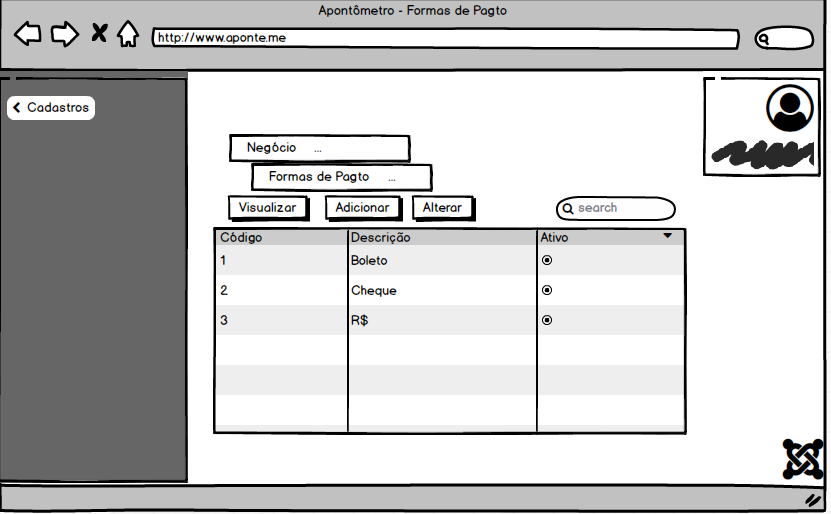 Apontômetro - Formas de Pagto
http://www.aponte.me
Cadastros
Negócio ...
Formas de Pagto ...
Visualizar Adicionar Alterar search
Código Descrição Ativo
1 Boleto
2 Cheque
3 R$